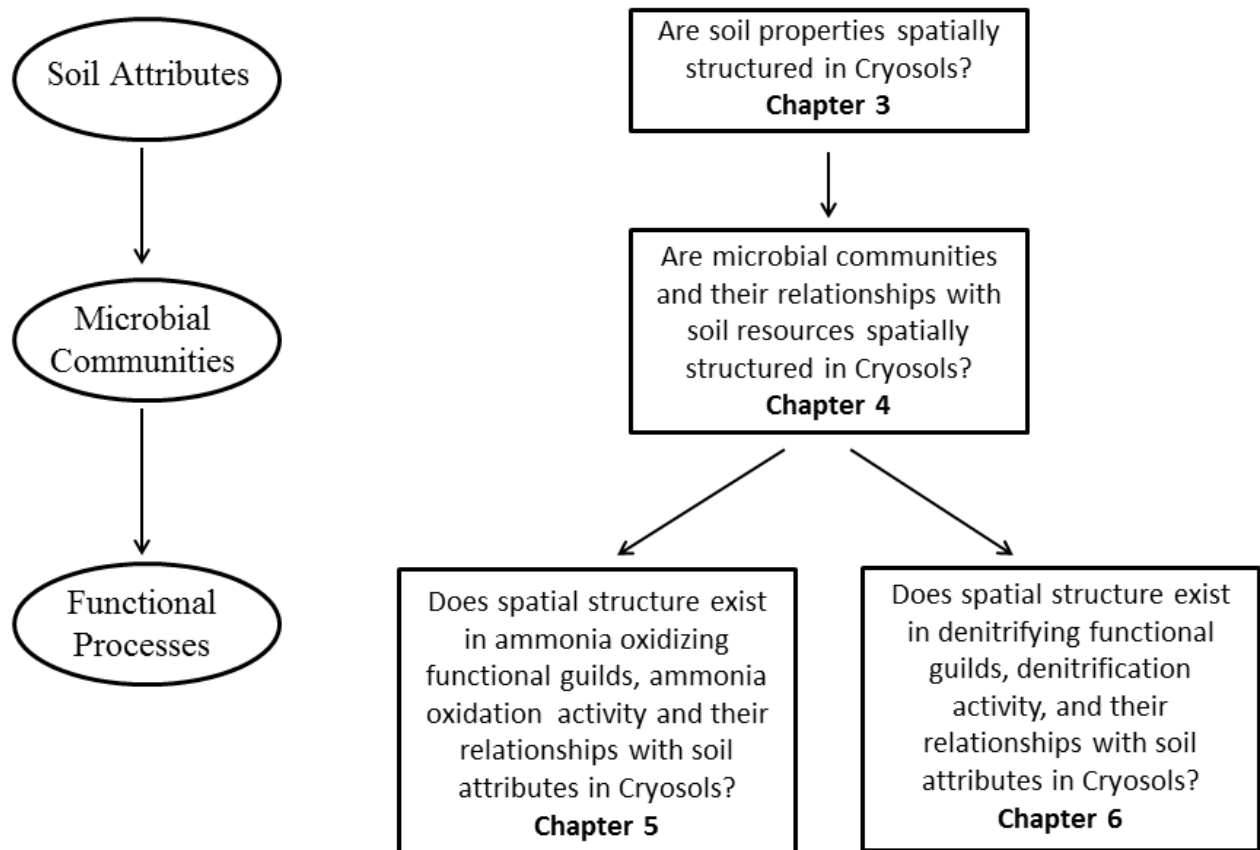 Soil Attributes
Microbial
Communities
Functional
Processes
Are soil properties spatially
structured in Cryosols?
Chapter 3
Are microbial communities
and their relationships with
soil resources spatially
structured in Cryosols?
Chapter 4
Does spatial structure exist
in ammonia oxidizing
functional guilds, ammonia
oxidation activity and their
relationships with soil
attributes in Cryosols?
Chapter 5
Does spatial structure exist
in denitrifying functional
guilds, denitrification
activity, and their
relationships with soil
attributes in Cryosols?
Chapter 6